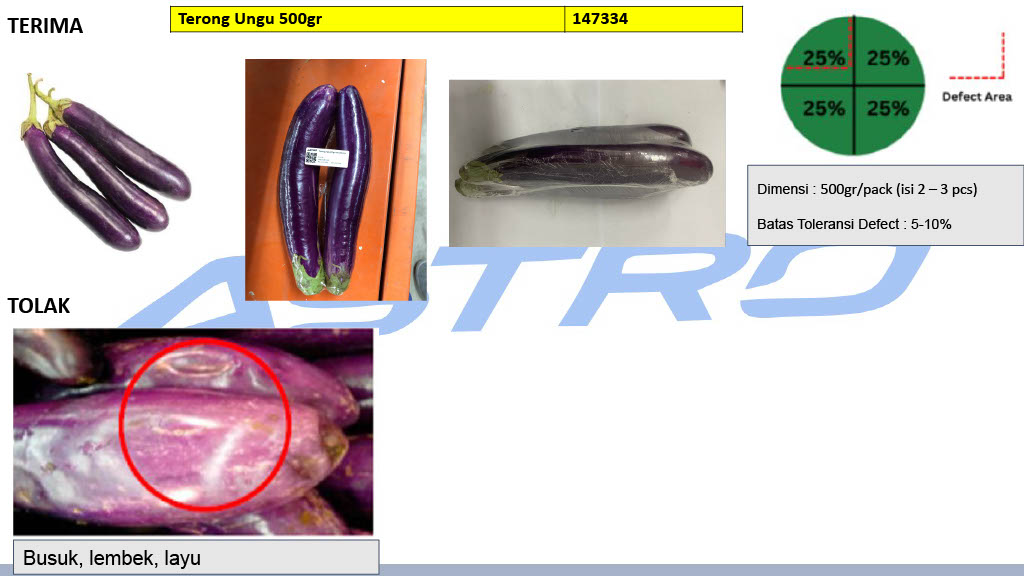 TERIMA
Terong Ungu 500gr 147334
25% 25%
25% 25%
Defect Area
Dimensi : 500gr/pack (isi 2 – 3 pcs)
Batas Toleransi Defect : 5-10%
ASTRO
TOLAK
Busuk, lembek, layu